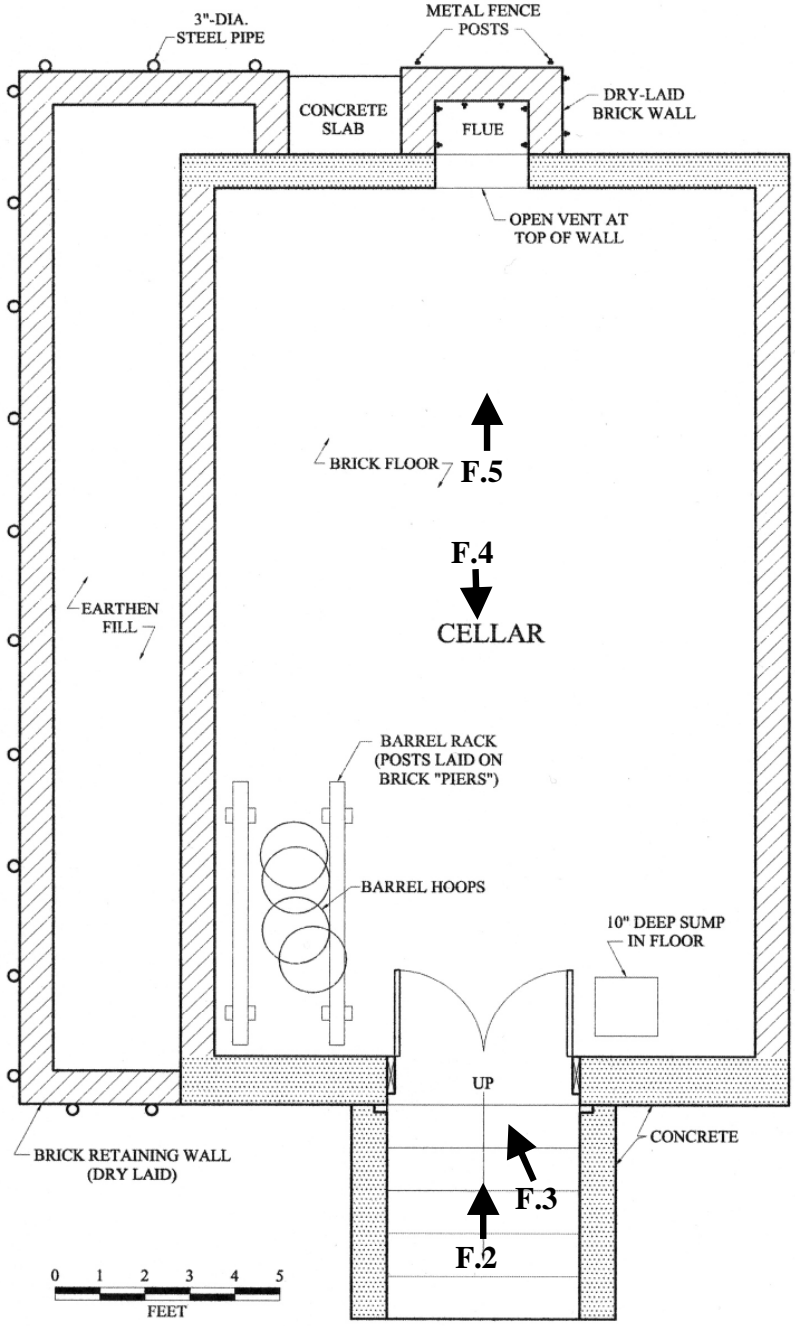 3"-DIA.
STEEL PIPE
METAL FENCE
POSTS
CONCRETE
SLAB
FLUE
DRY-LAID
BRICK WALL
OPEN VENT AT
TOP OF WALL
BRICK FLOOR
F.5
F.4
EARTHEN
FILL
CELLAR
BARREL RACK
(POSTS LAID ON
BRICK "PIERS")
BARREL HOOPS
10" DEEP SUMP
IN FLOOR
UP
BRICK RETAINING WALL
(DRY LAID)
CONCRETE
F.3
F.2
0 1 2 3 4 5
FEET